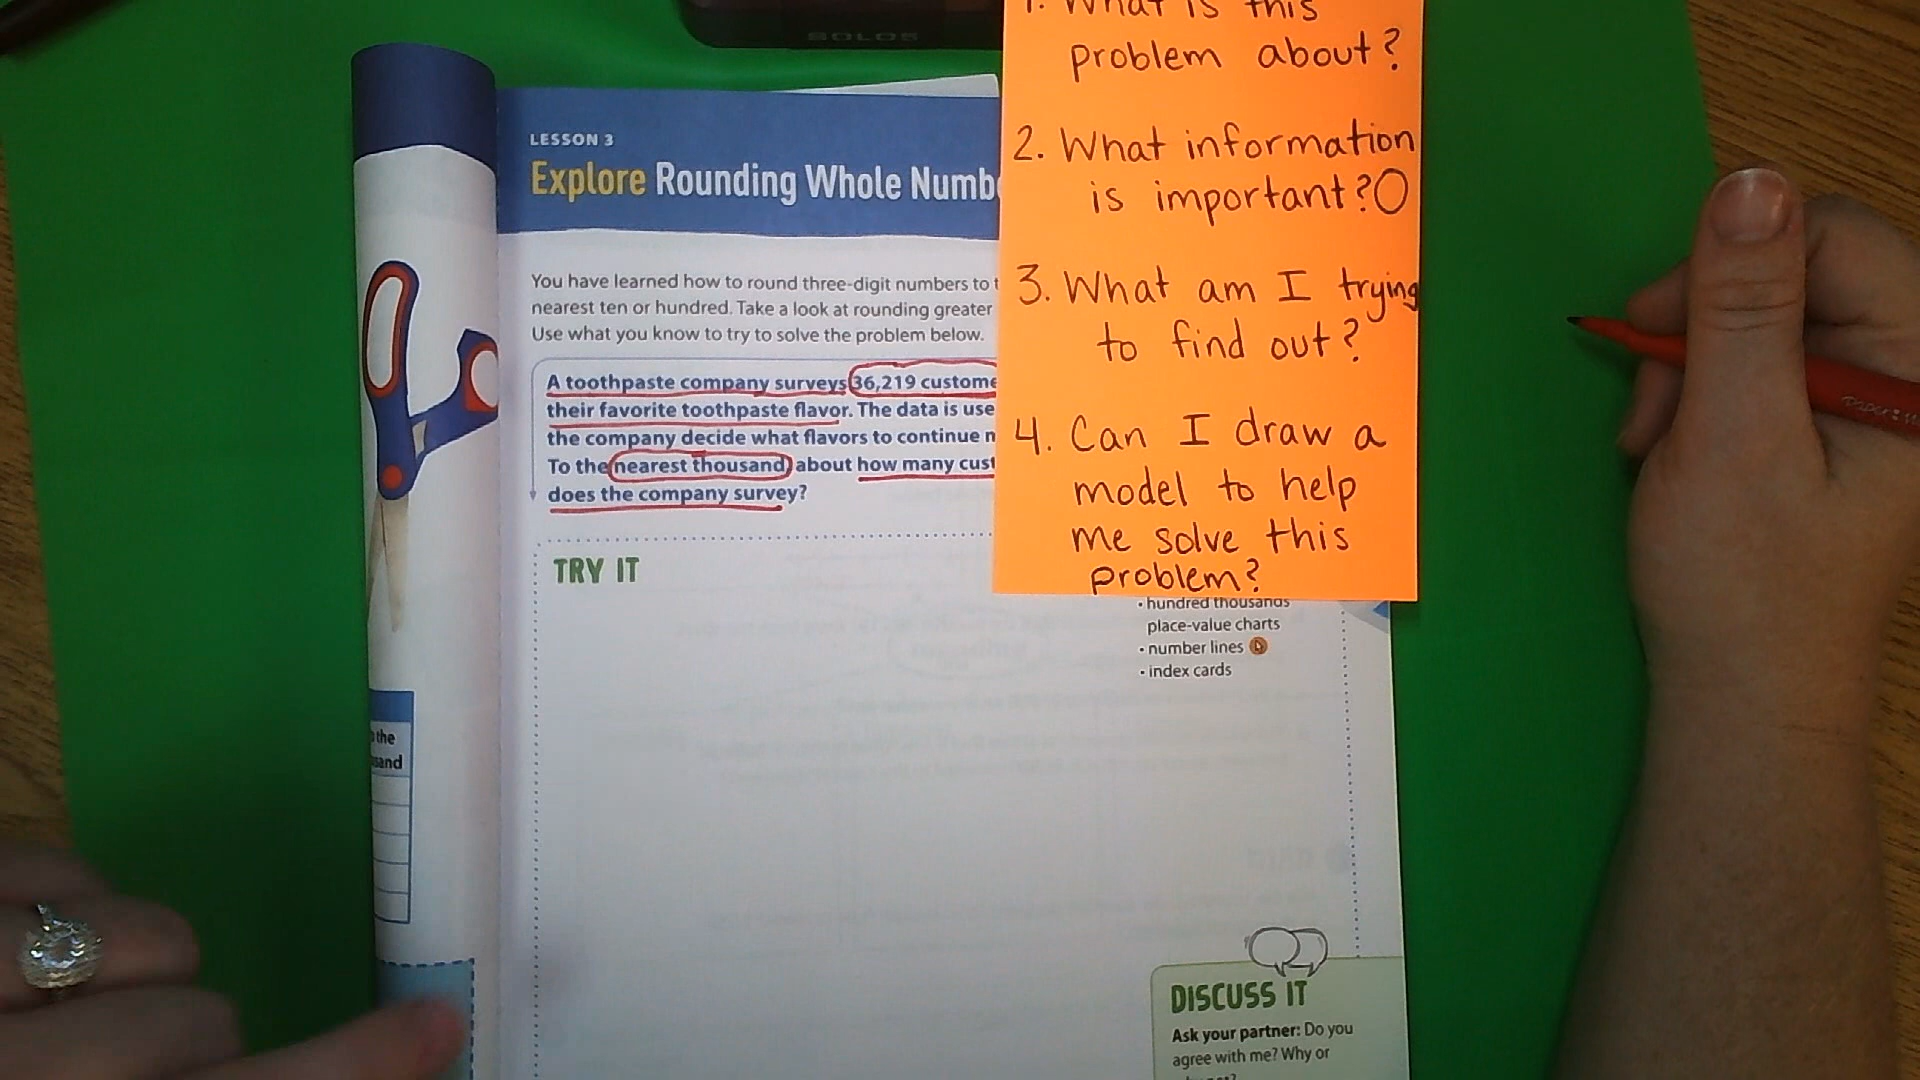 SOLOS
1. What is this
problem about?
2. What information
is important?
3. What am I trying
to find out?
4. Can I draw a
model to help
me solve this
problem?
LESSON 3
Explore Rounding Whole Numb
You have learned how to round three-digit numbers to t
nearest ten or hundred. Take a look at rounding greater
Use what you know to try to solve the problem below.
A toothpaste company surveys 36,219 custome
their favorite toothpaste flavor. The data is use
the company decide what flavors to continue
To the nearest thousand, about how many cust
does the company survey?
TRY IT
• hundred thousands
place-value charts
• number lines
• index cards
the
sand
DISCUSS IT
Ask your partner: Do you
agree with me? Why or